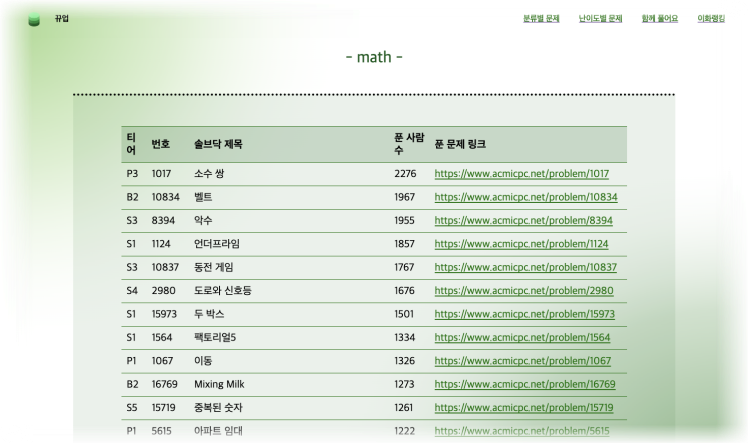 뀨업 분류별 문제 난이도별 문제 함께 풀어요 이화랭킹
- math -
티어 번호 솔브닥 제목 푼 사람 수 푼 문제 링크
P3 1017 소수 쌍 2276 https://www.acmicpc.net/problem/1017
B2 10834 벨트 1967 https://www.acmicpc.net/problem/10834
S3 8394 악수 1955 https://www.acmicpc.net/problem/8394
S1 1124 언더프라임 1857 https://www.acmicpc.net/problem/1124
S3 10837 동전 게임 1767 https://www.acmicpc.net/problem/10837
S4 2980 도로와 신호등 1676 https://www.acmicpc.net/problem/2980
S1 15973 두 박스 1501 https://www.acmicpc.net/problem/15973
S1 1564 팩토리얼5 1334 https://www.acmicpc.net/problem/1564
P1 1067 이동 1326 https://www.acmicpc.net/problem/1067
B2 16769 Mixing Milk 1273 https://www.acmicpc.net/problem/16769
S5 15719 중복된 숫자 1261 https://www.acmicpc.net/problem/15719
P1 5615 아파트 임대 1222 https://www.acmicpc.net/problem/5615